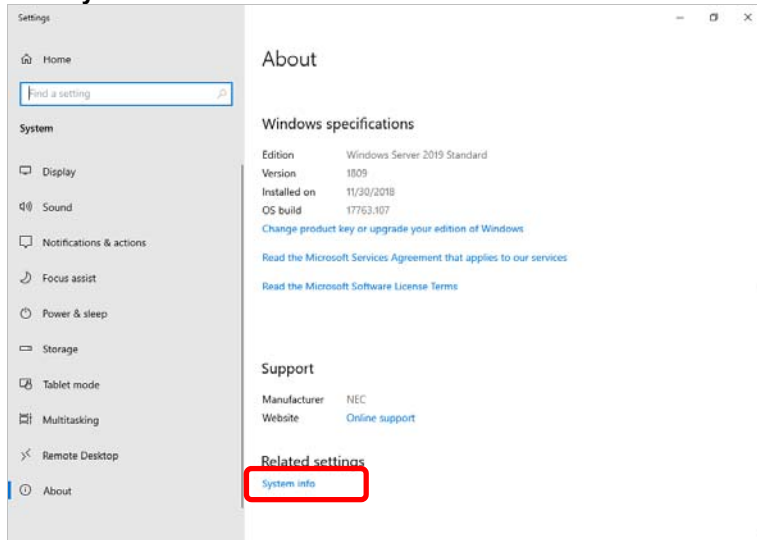 Settings
Home
Find a setting
System
Display
Sound
Notifications & actions
Focus assist
Power & sleep
Storage
Tablet mode
Multitasking
Remote Desktop
About
About
Windows specifications
Edition Windows Server 2019 Standard
Version 1809
Installed on 11/30/2018
OS build 17763.107
Change product key or upgrade your edition of Windows
Read the Microsoft Services Agreement that applies to our services
Read the Microsoft Software License Terms
Support
Manufacturer NEC
Website Online support
Related settings
System info